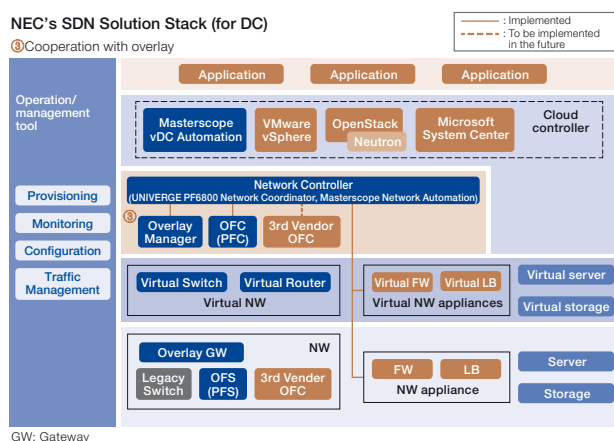 NEC's SDN Solution Stack (for DC)
③Cooperation with overlay
: Implemented
: To be implemented
in the future
Application
Application
Application
Operation/
management
tool
Masterscope
vDC Automation
VMware
vSphere
OpenStack
Neutron
Microsoft
System Center
Cloud
controller
Provisioning
Monitoring
Configuration
Traffic
Management
Network Controller
(UNIVERGE PF6800 Network Coordinator, Masterscope Network Automation)
③
Overlay
Manager
OFC
(PFC)
3rd Vendor
OFC
Virtual Switch
Virtual Router
Virtual NW
Virtual FW
Virtual LB
Virtual NW appliances
Virtual server
Virtual storage
Overlay GW
NW
Legacy
Switch
OFS
(PFS)
3rd Vender
OFC
FW
LB
NW appliance
Server
Storage
GW: Gateway